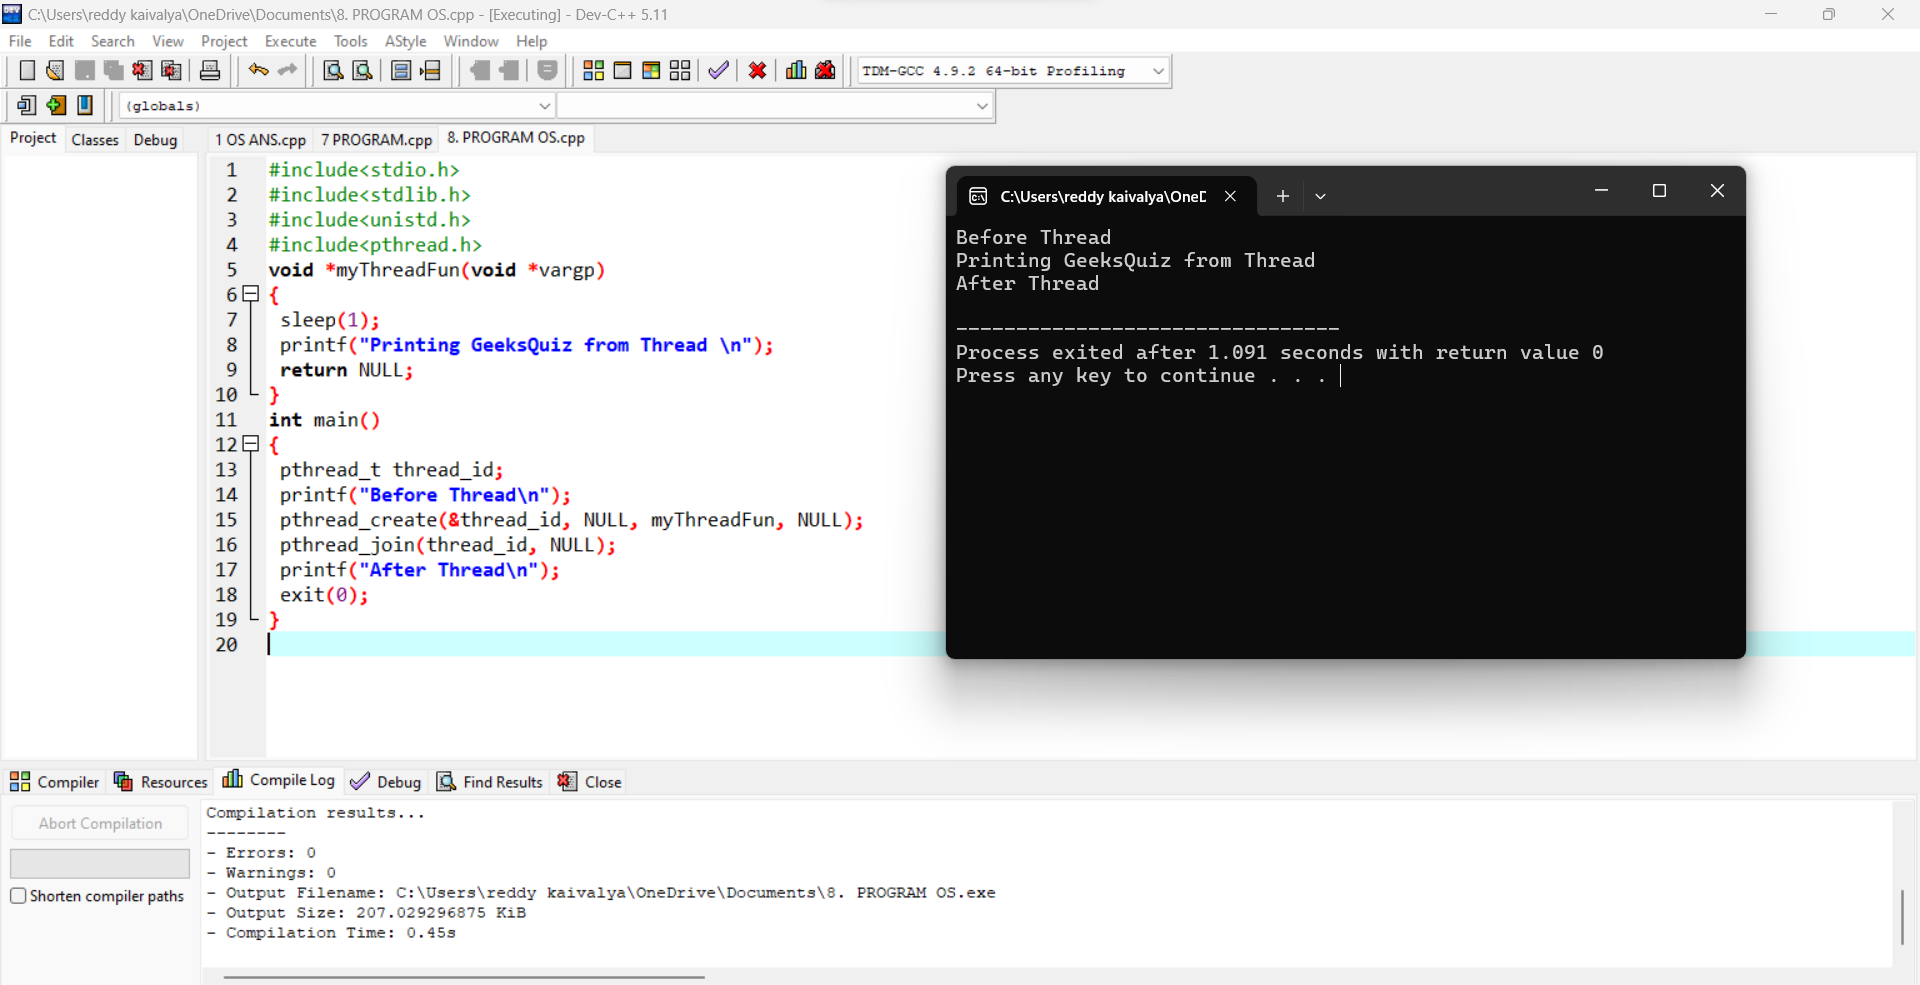 C:\Users\reddy kaivalya\OneDrive\Documents\8. PROGRAM OS.cpp - [Executing] - Dev-C++ 5.11
File Edit Search View Project Execute Tools AStyle Window Help
TDM-GCC 4.9.2 64-bit Profiling
(globals)
Project Classes Debug
1 OS ANS.cpp 7 PROGRAM.cpp 8. PROGRAM OS.cpp
1 #include<stdio.h>
2 #include<stdlib.h>
3 #include<unistd.h>
4 #include<pthread.h>
5 void *myThreadFun(void *vargp)
6 {
7 sleep(1);
8 printf("Printing GeeksQuiz from Thread \n");
9 return NULL;
10 }
11 int main()
12 {
13 pthread_t thread_id;
14 printf("Before Thread\n");
15 pthread_create(&thread_id, NULL, myThreadFun, NULL);
16 pthread_join(thread_id, NULL);
17 printf("After Thread\n");
18 exit(0);
19 }
20
C:\Users\reddy kaivalya\OneD
Before Thread
Printing GeeksQuiz from Thread
After Thread
--------------------------------
Process exited after 1.091 seconds with return value 0
Press any key to continue . . .
Compiler Resources Compile Log Debug Find Results Close
Abort Compilation
Shorten compiler paths
Compilation results...
--------
- Errors: 0
- Warnings: 0
- Output Filename: C:\Users\reddy kaivalya\OneDrive\Documents\8. PROGRAM OS.exe
- Output Size: 207.029296875 KiB
- Compilation Time: 0.45s